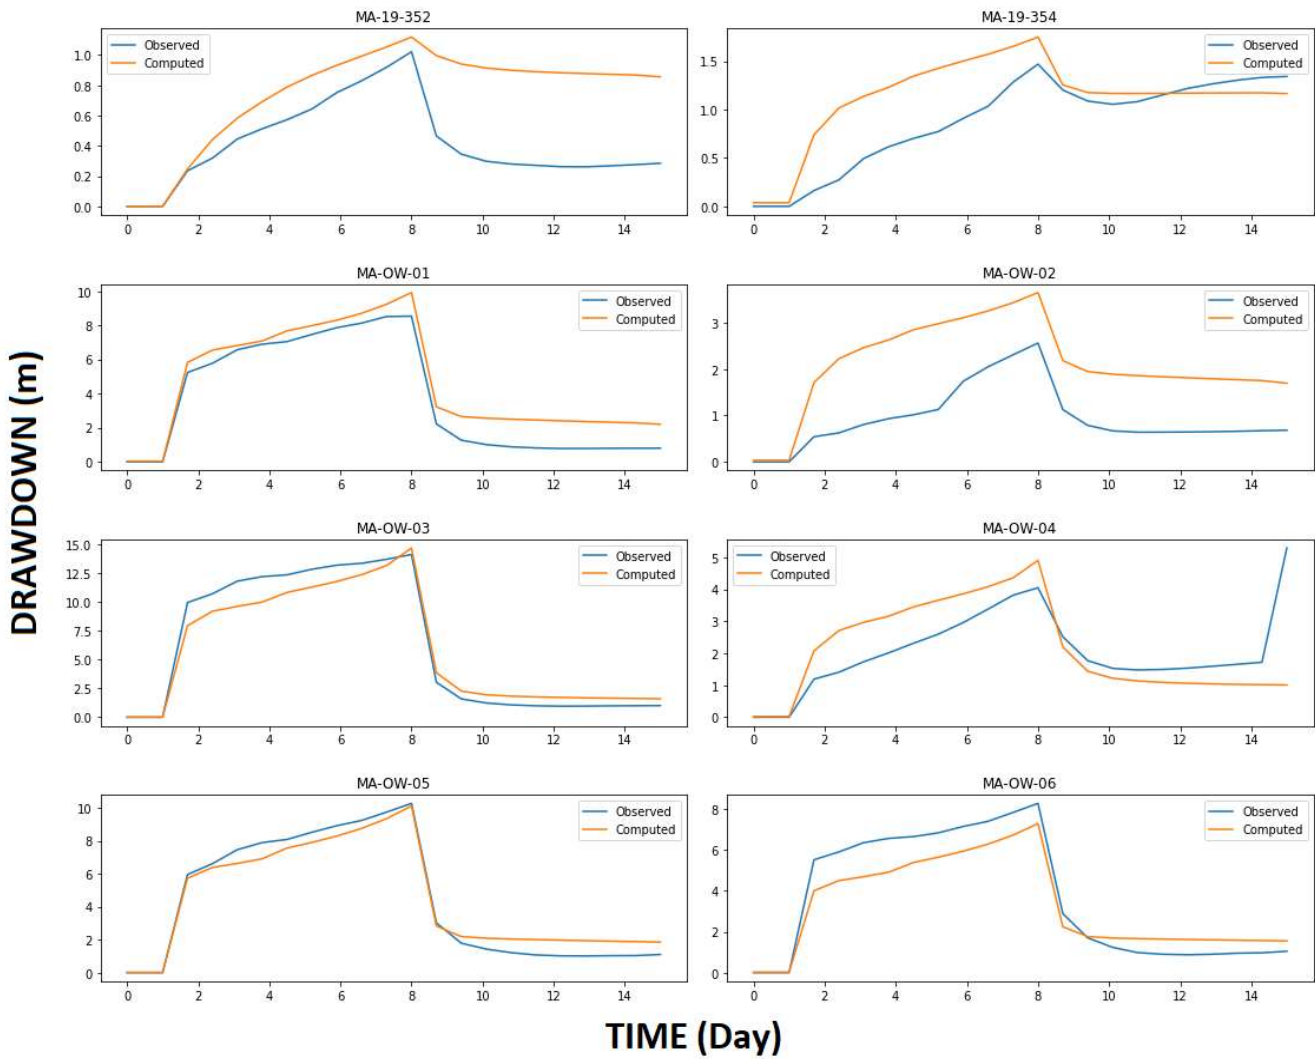 MA-19-352
Observed
Computed
1.0
0.8
0.6
0.4
0.2
0.0
0 2 4 6 8 10 12 14
MA-19-354
Observed
Computed
1.5
1.0
0.5
0.0
0 2 4 6 8 10 12 14
MA-OW-01
Observed
Computed
10
8
6
4
2
0
0 2 4 6 8 10 12 14
MA-OW-02
Observed
Computed
3
2
1
0
0 2 4 6 8 10 12 14
DRAWDOWN (m)
MA-OW-03
Observed
Computed
15.0
12.5
10.0
7.5
5.0
2.5
0.0
0 2 4 6 8 10 12 14
MA-OW-04
Observed
Computed
5
4
3
2
1
0
0 2 4 6 8 10 12 14
MA-OW-05
Observed
Computed
10
8
6
4
2
0
0 2 4 6 8 10 12 14
MA-OW-06
Observed
Computed
8
6
4
2
0
0 2 4 6 8 10 12 14
TIME (Day)